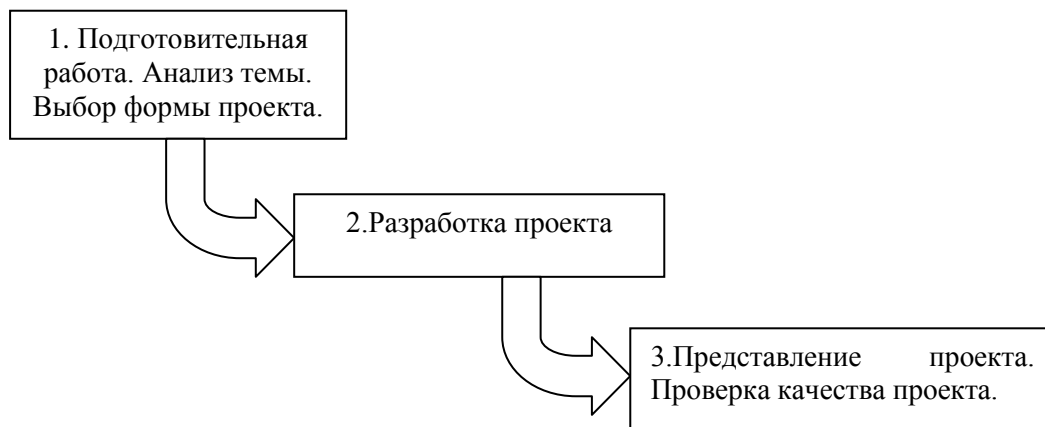 1. Подготовительная
работа. Анализ темы.
Выбор формы проекта.
2.Разработка проекта
3.Представление проекта.
Проверка качества проекта.